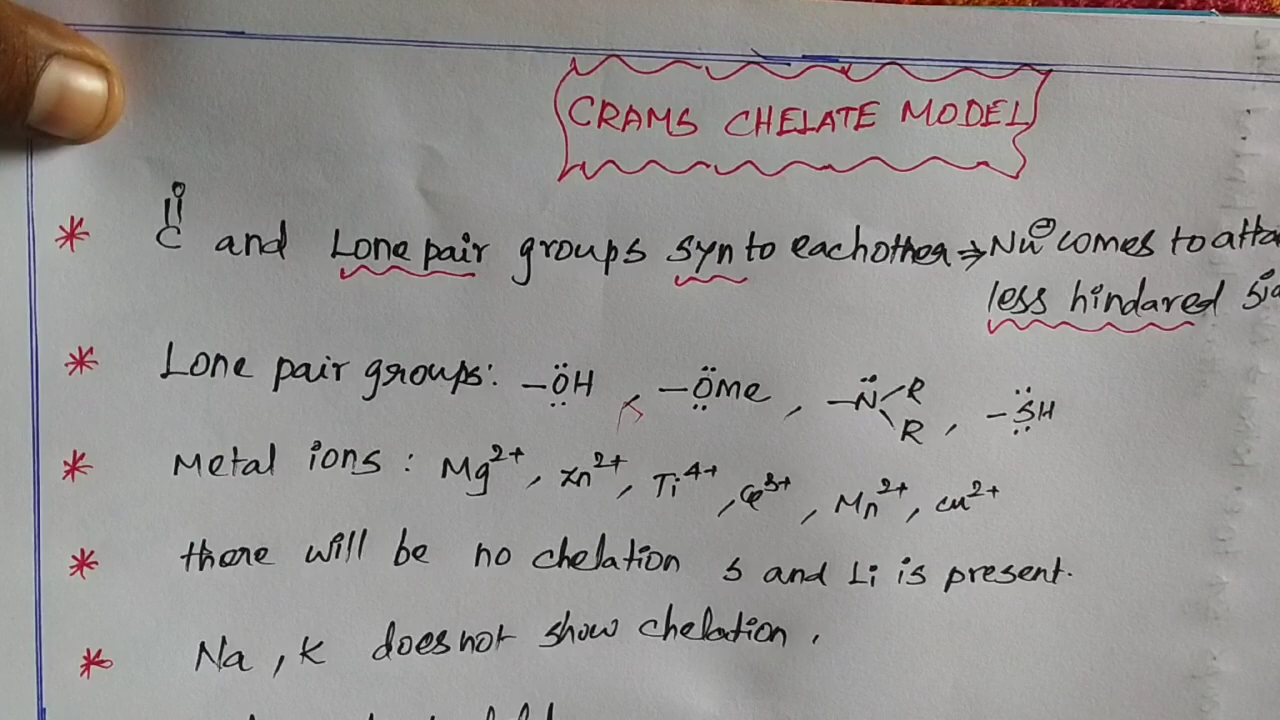 CRAMS CHELATE MODEL
O
|| 
* C and Lone pair groups syn to eachother ⇒ Nu⊖ comes to atta
less hindared sid
* Lone pair groups: –ÖH , –ÖMe , –N̈ R R , –S̈H
* Metal ions : Mg²⁺, Zn²⁺, Ti⁴⁺, Ce³⁺, Mn²⁺, Cu²⁺
* there will be no chelation s and Li is present.
* Na , K does not show chelation .